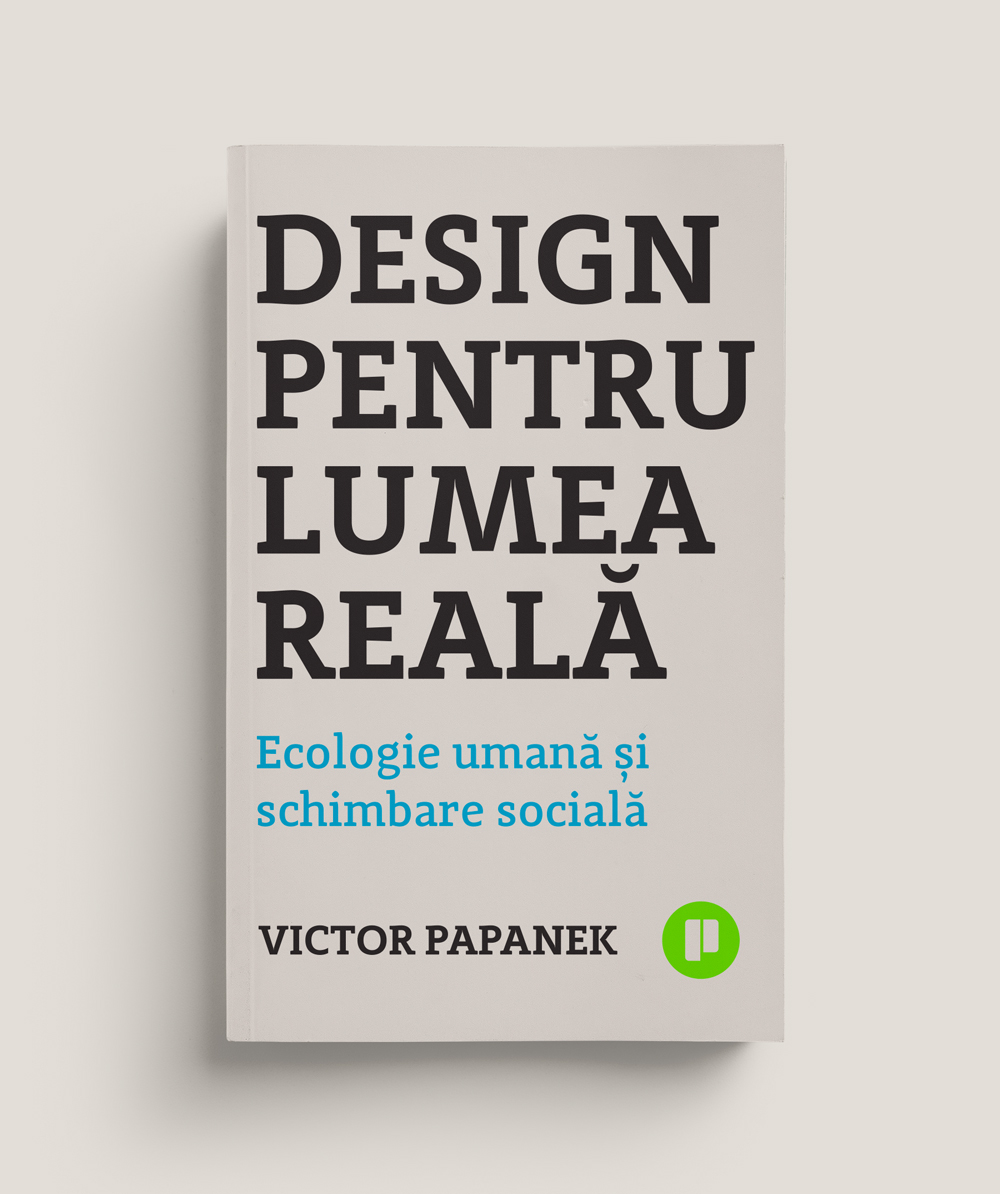 DESIGN
PENTRU
LUMEA
REALĂ
Ecologie umană și
schimbare socială
VICTOR PAPANEK